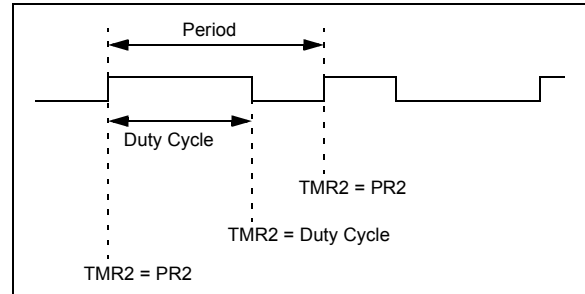 Period
Duty Cycle
TMR2 = PR2
TMR2 = Duty Cycle
TMR2 = PR2